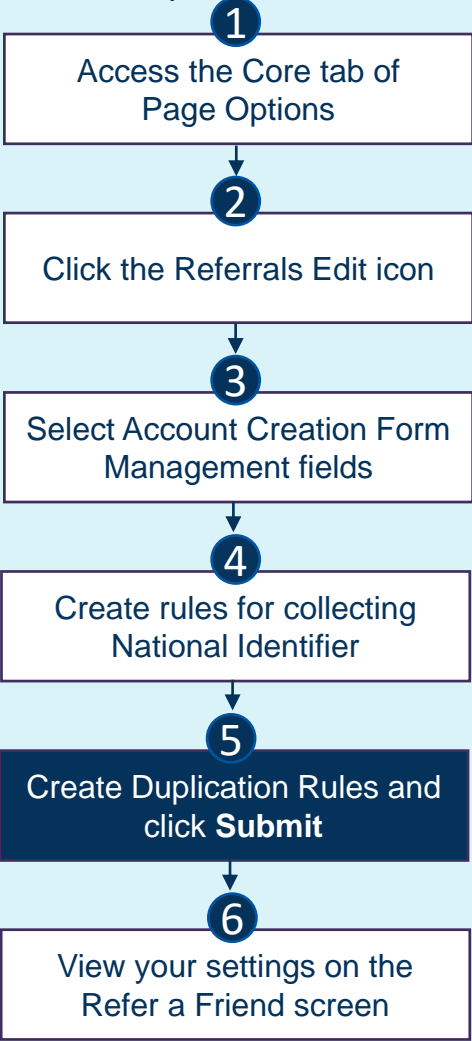 1
Access the Core tab of
Page Options
2
Click the Referrals Edit icon
3
Select Account Creation Form
Management fields
4
Create rules for collecting
National Identifier
5
Create Duplication Rules and
click Submit
6
View your settings on the
Refer a Friend screen